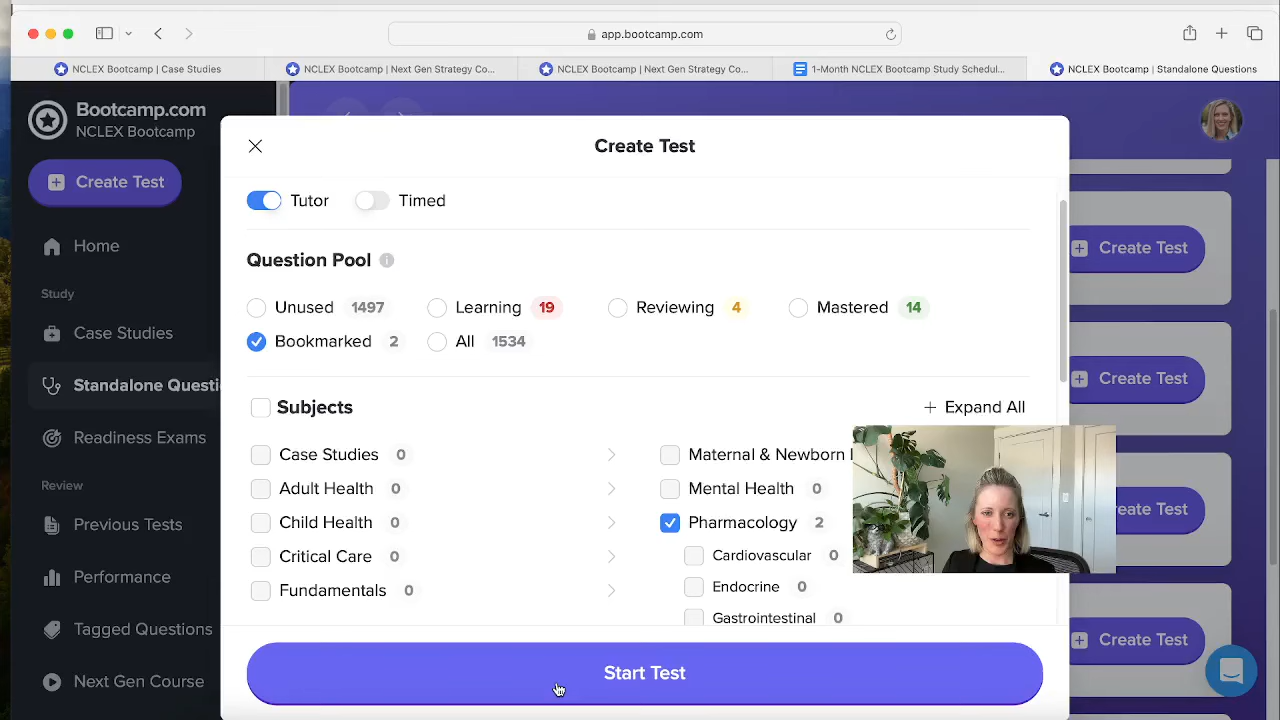 app.bootcamp.com
NCLEX Bootcamp | Case Studies
NCLEX Bootcamp | Next Gen Strategy Co...
NCLEX Bootcamp | Next Gen Strategy Co...
1-Month NCLEX Bootcamp Study Schedul...
NCLEX Bootcamp | Standalone Questions
Bootcamp.com
NCLEX Bootcamp
Create Test
Home
Study
Case Studies
Standalone Questi
Readiness Exams
Review
Previous Tests
Performance
Tagged Questions
Next Gen Course
Create Test
Tutor
Timed
Question Pool
Unused 1497
Learning 19
Reviewing 4
Mastered 14
Bookmarked 2
All 1534
Subjects
+ Expand All
Case Studies 0
Adult Health 0
Child Health 0
Critical Care 0
Fundamentals 0
Maternal & Newborn
Mental Health 0
Pharmacology 2
Cardiovascular 0
Endocrine 0
Gastrointestinal 0
Start Test
Create Test
Create Test
reate Test
Create Test